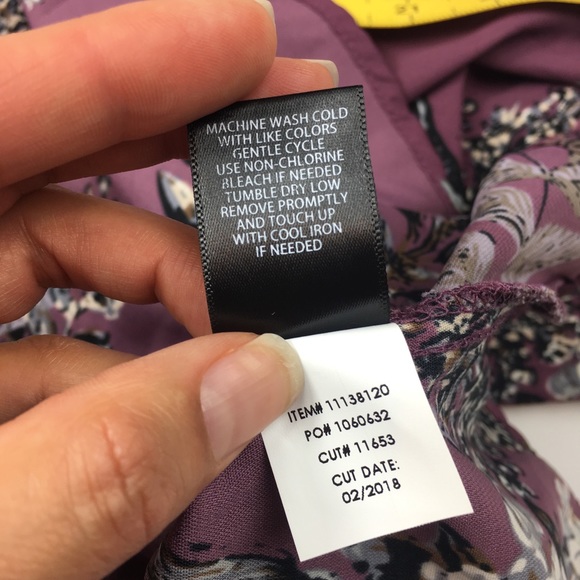 MACHINE WASH COLD
WITH LIKE COLORS
GENTLE CYCLE
USE NON-CHLORINE
BLEACH IF NEEDED
TUMBLE DRY LOW
REMOVE PROMPTLY
AND TOUCH UP
WITH COOL IRON
IF NEEDED
ITEM# 11138120
PO# 1060632
CUT# 11653
CUT DATE:
02/2018